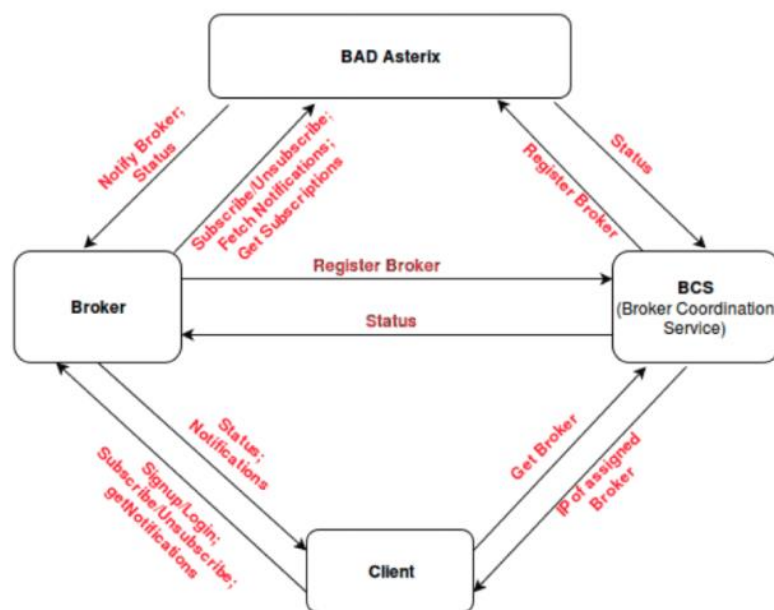 BAD Asterix
Notify Broker;
Status
Subscribe/Unsubscribe;
Fetch Notifications;
Get Subscriptions
Status
Register Broker
Broker
Register Broker
BCS
(Broker Coordination
Service)
Status
Status;
Notifications
Signup/Login;
Subscribe/Unsubscribe;
getNotifications
Get Broker
IP of assigned
Broker
Client